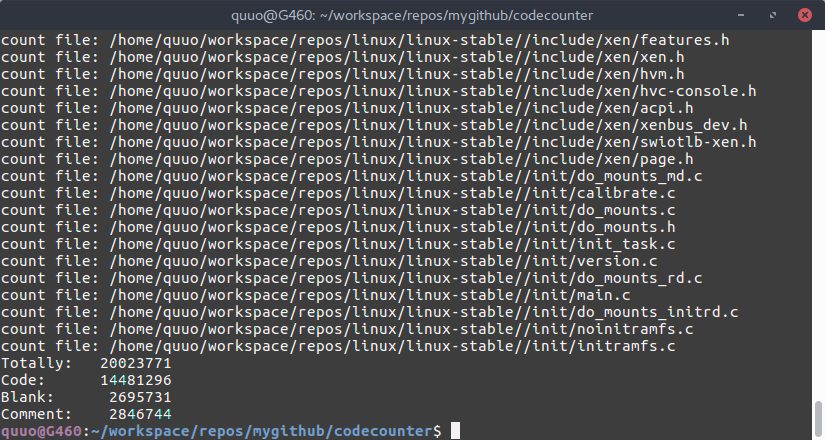 quuo@G460: ~/workspace/repos/mygithub/codecounter
count file: /home/quuo/workspace/repos/linux/linux-stable//include/xen/features.h
count file: /home/quuo/workspace/repos/linux/linux-stable//include/xen/xen.h
count file: /home/quuo/workspace/repos/linux/linux-stable//include/xen/hvm.h
count file: /home/quuo/workspace/repos/linux/linux-stable//include/xen/hvc-console.h
count file: /home/quuo/workspace/repos/linux/linux-stable//include/xen/acpi.h
count file: /home/quuo/workspace/repos/linux/linux-stable//include/xen/xenbus_dev.h
count file: /home/quuo/workspace/repos/linux/linux-stable//include/xen/swiotlb-xen.h
count file: /home/quuo/workspace/repos/linux/linux-stable//include/xen/page.h
count file: /home/quuo/workspace/repos/linux/linux-stable//init/do_mounts_md.c
count file: /home/quuo/workspace/repos/linux/linux-stable//init/calibrate.c
count file: /home/quuo/workspace/repos/linux/linux-stable//init/do_mounts.c
count file: /home/quuo/workspace/repos/linux/linux-stable//init/do_mounts.h
count file: /home/quuo/workspace/repos/linux/linux-stable//init/init_task.c
count file: /home/quuo/workspace/repos/linux/linux-stable//init/version.c
count file: /home/quuo/workspace/repos/linux/linux-stable//init/do_mounts_rd.c
count file: /home/quuo/workspace/repos/linux/linux-stable//init/main.c
count file: /home/quuo/workspace/repos/linux/linux-stable//init/do_mounts_initrd.c
count file: /home/quuo/workspace/repos/linux/linux-stable//init/noinitramfs.c
count file: /home/quuo/workspace/repos/linux/linux-stable//init/initramfs.c
Totally:   20023771
Code:      14481296
Blank:      2695731
Comment:    2846744
quuo@G460:~/workspace/repos/mygithub/codecounter$